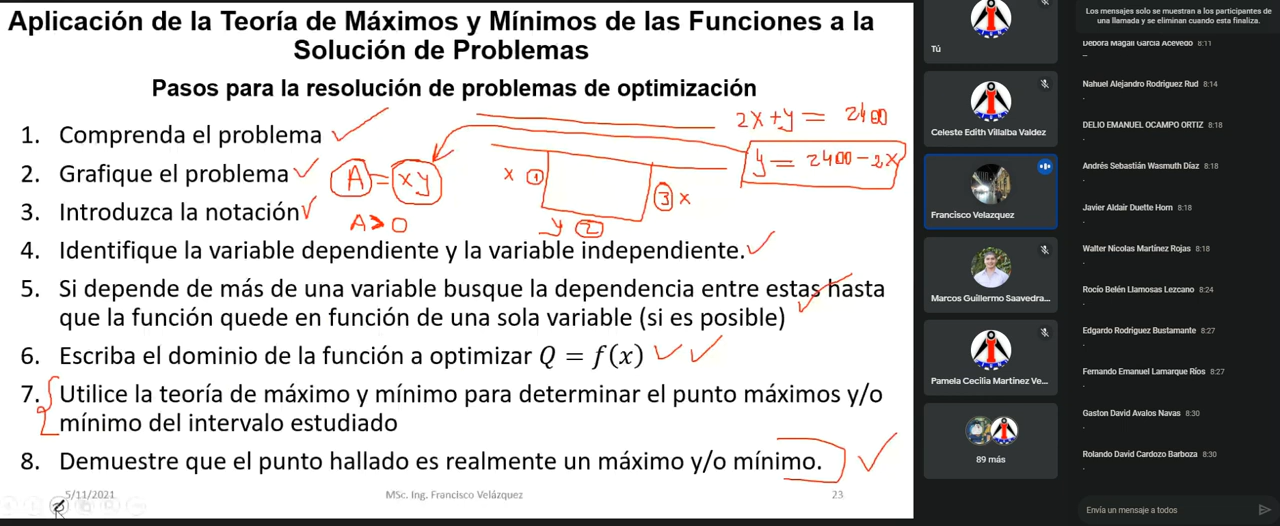 Aplicación de la Teoría de Máximos y Mínimos de las Funciones a la
Solución de Problemas
Pasos para la resolución de problemas de optimización
2x+y = 2400
y = 2400-2x
1. Comprenda el problema
2. Grafique el problema
A = xy
x ①
③ x
3. Introduzca la notación
A > 0
y ②
4. Identifique la variable dependiente y la variable independiente.
5. Si depende de más de una variable busque la dependencia entre estas hasta
que la función quede en función de una sola variable (si es posible)
6. Escriba el dominio de la función a optimizar Q = f(x)
7. Utilice la teoría de máximo y mínimo para determinar el punto máximos y/o
mínimo del intervalo estudiado
8. Demuestre que el punto hallado es realmente un máximo y/o mínimo.
5/11/2021
MSc. Ing. Francisco Velázquez
23
Tú
Celeste Edith Villalba Valdez
Francisco Velazquez
Marcos Guillermo Saavedra...
Pamela Cecilia Martínez Ve...
89 más
Los mensajes solo se muestran a los participantes de
una llamada y se eliminan cuando esta finaliza.
Debora Magali Garcia Acevedo 8:11
Nahuel Alejandro Rodriguez Rud 8:14
.
DELIO EMANUEL OCAMPO ORTIZ 8:18
.
Andrés Sebastián Wasmuth Díaz 8:18
.
Javier Aldair Duette Horn 8:18
.
Walter Nicolas Martínez Rojas 8:18
.
Rocío Belén Llamosas Lezcano 8:24
.
Edgardo Rodriguez Bustamante 8:27
.
Fernando Emanuel Lamarque Ríos 8:27
.
Gaston David Avalos Navas 8:30
.
Rolando David Cardozo Barboza 8:30
.
Envía un mensaje a todos